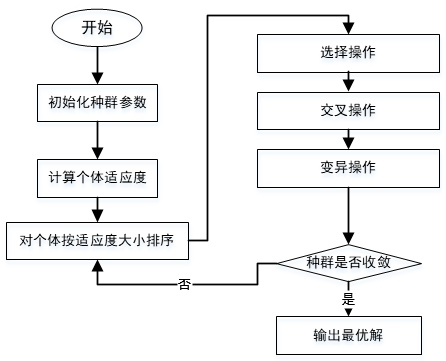 开始
初始化种群参数
计算个体适应度
对个体按适应度大小排序
选择操作
交叉操作
变异操作
种群是否收敛
否
是
输出最优解